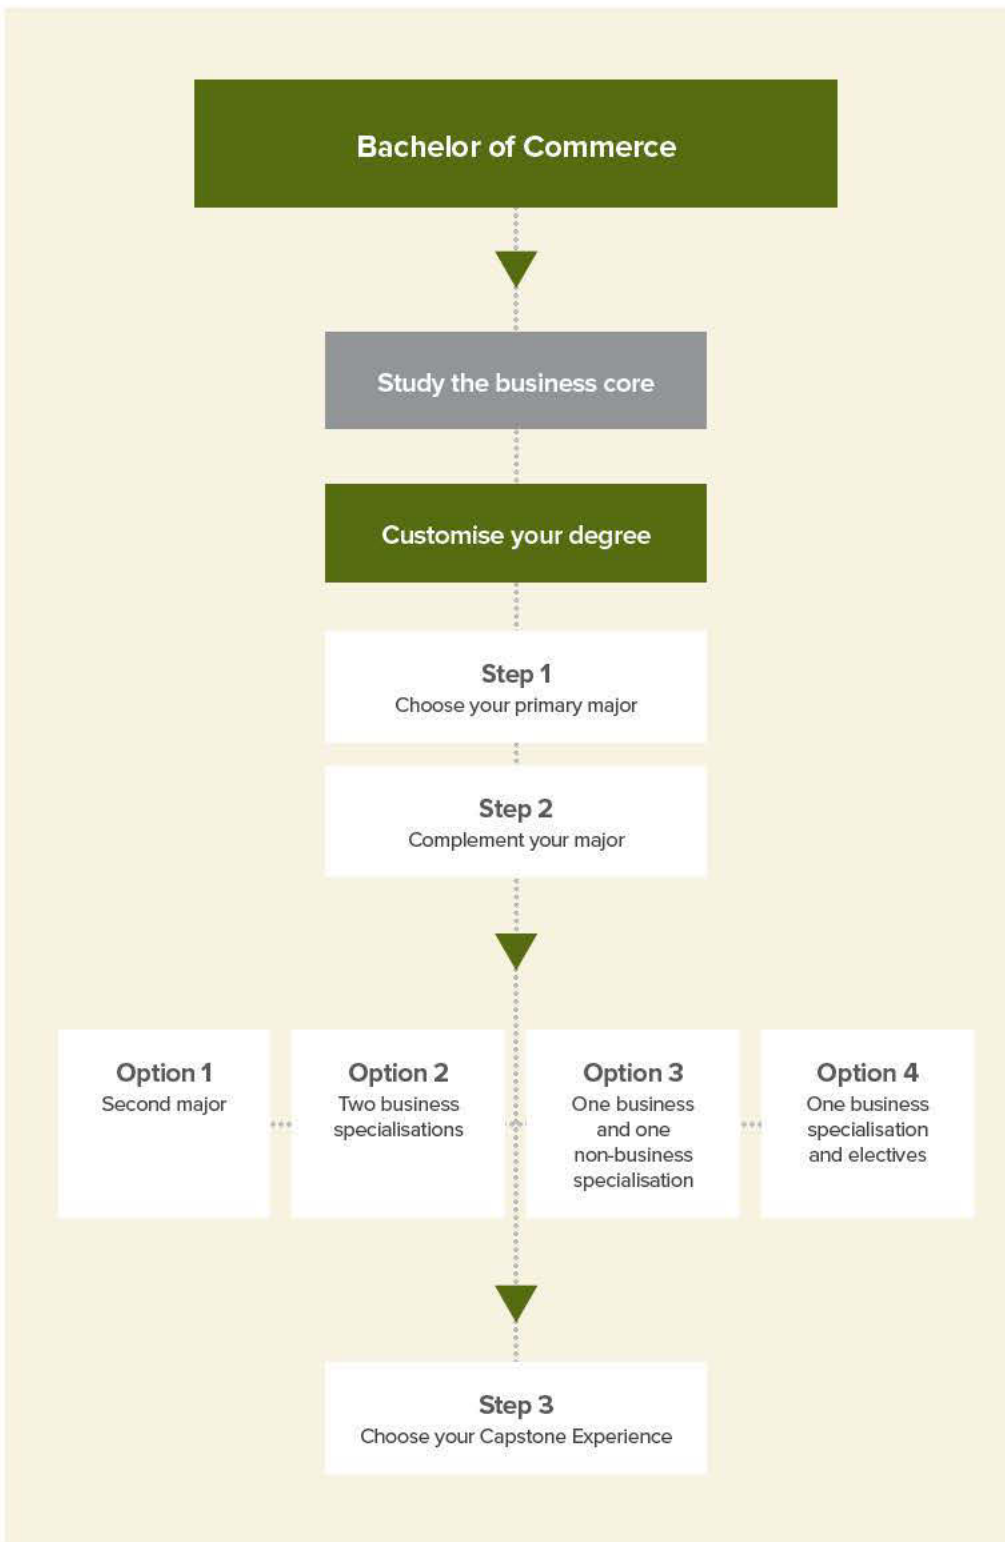 Bachelor of Commerce
Study the business core
Customise your degree
Step 1
Choose your primary major
Step 2
Complement your major
Option 1
Second major
Option 2
Two business
specialisations
Option 3
One business
and one
non-business
specialisation
Option 4
One business
specialisation
and electives
Step 3
Choose your Capstone Experience